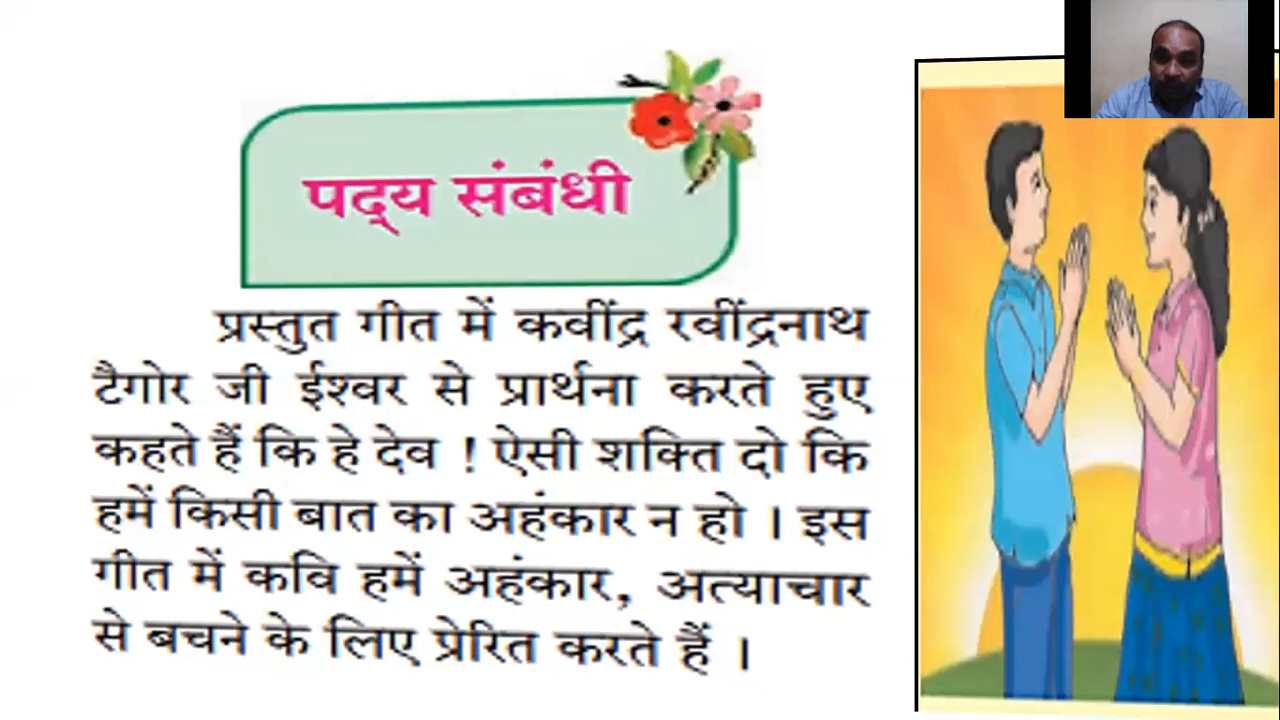 पद्य संबंधी
प्रस्तुत गीत में कवींद्र रवींद्रनाथ
टैगोर जी ईश्वर से प्रार्थना करते हुए
कहते हैं कि हे देव ! ऐसी शक्ति दो कि
हमें किसी बात का अहंकार न हो । इस
गीत में कवि हमें अहंकार, अत्याचार
से बचने के लिए प्रेरित करते हैं ।